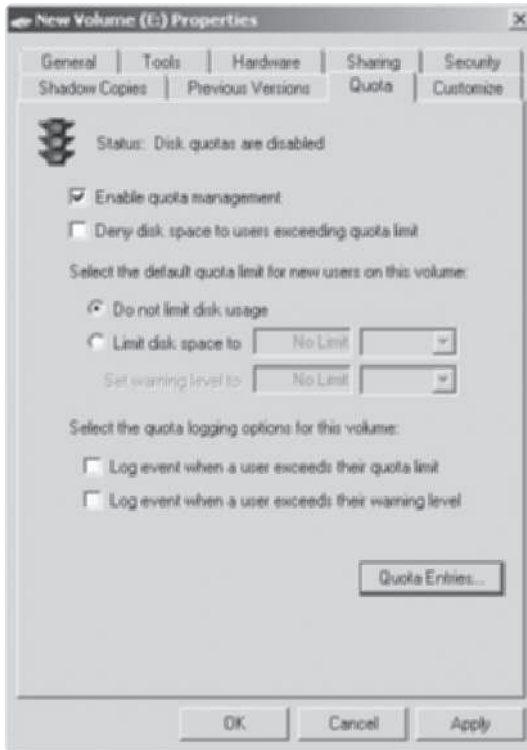 New Volume (E:) Properties
General Tools Hardware Sharing Security
Shadow Copies Previous Versions Quota Customize
Status: Disk quotas are disabled
Enable quota management
Deny disk space to users exceeding quota limit
Select the default quota limit for new users on this volume:
Do not limit disk usage
Limit disk space to No Limit
Set warning level to No Limit
Select the quota logging options for this volume:
Log event when a user exceeds their quota limit
Log event when a user exceeds their warning level
Quota Entries...
OK Cancel Apply